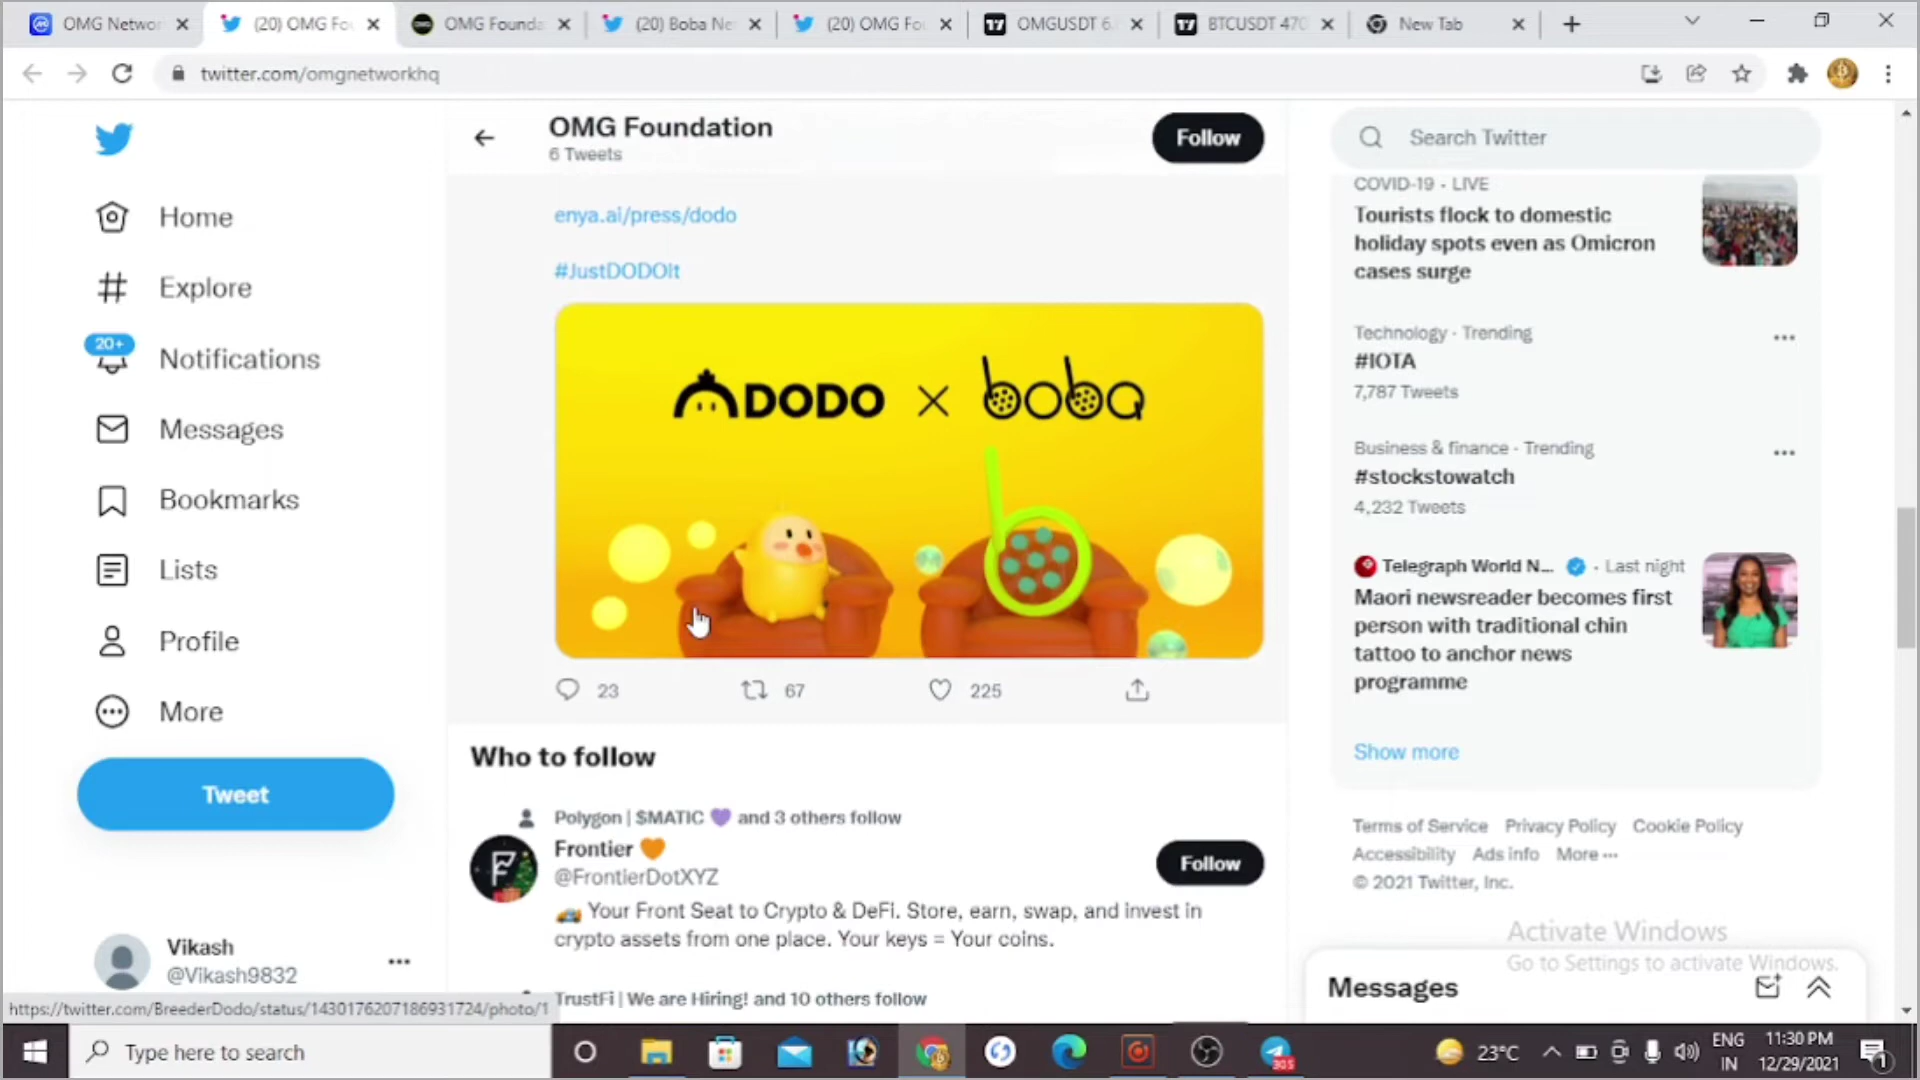 OMG Networ
(20) OMG Fo
OMG Founda
(20) Boba Ne
(20) OMG Fo
OMGUSDT 6.
BTCUSDT 470
New Tab
twitter.com/omgnetworkhq
OMG Foundation
6 Tweets
Follow
Search Twitter
Home
Explore
20+
Notifications
Messages
Bookmarks
Lists
Profile
More
Tweet
Vikash
@Vikash9832
enya.ai/press/dodo
#JustDODOIt
DODO × boba
23
67
225
Who to follow
Polygon | $MATIC 💜 and 3 others follow
Frontier 🧡
@FrontierDotXYZ
Follow
🚕 Your Front Seat to Crypto & DeFi. Store, earn, swap, and invest in
crypto assets from one place. Your keys = Your coins.
TrustFi | We are Hiring! and 10 others follow
COVID-19 · LIVE
Tourists flock to domestic
holiday spots even as Omicron
cases surge
Technology · Trending
#IOTA
7,787 Tweets
Business & finance · Trending
#stockstowatch
4,232 Tweets
Telegraph World N... · Last night
Maori newsreader becomes first
person with traditional chin
tattoo to anchor news
programme
Show more
Terms of Service Privacy Policy Cookie Policy
Accessibility Ads info More ···
© 2021 Twitter, Inc.
Activate Windows
Go to Settings to activate Windows.
Messages
https://twitter.com/BreederDodo/status/1430176207186931724/photo/1
Type here to search
305
23°C
ENG
IN
11:30 PM
12/29/2021
1